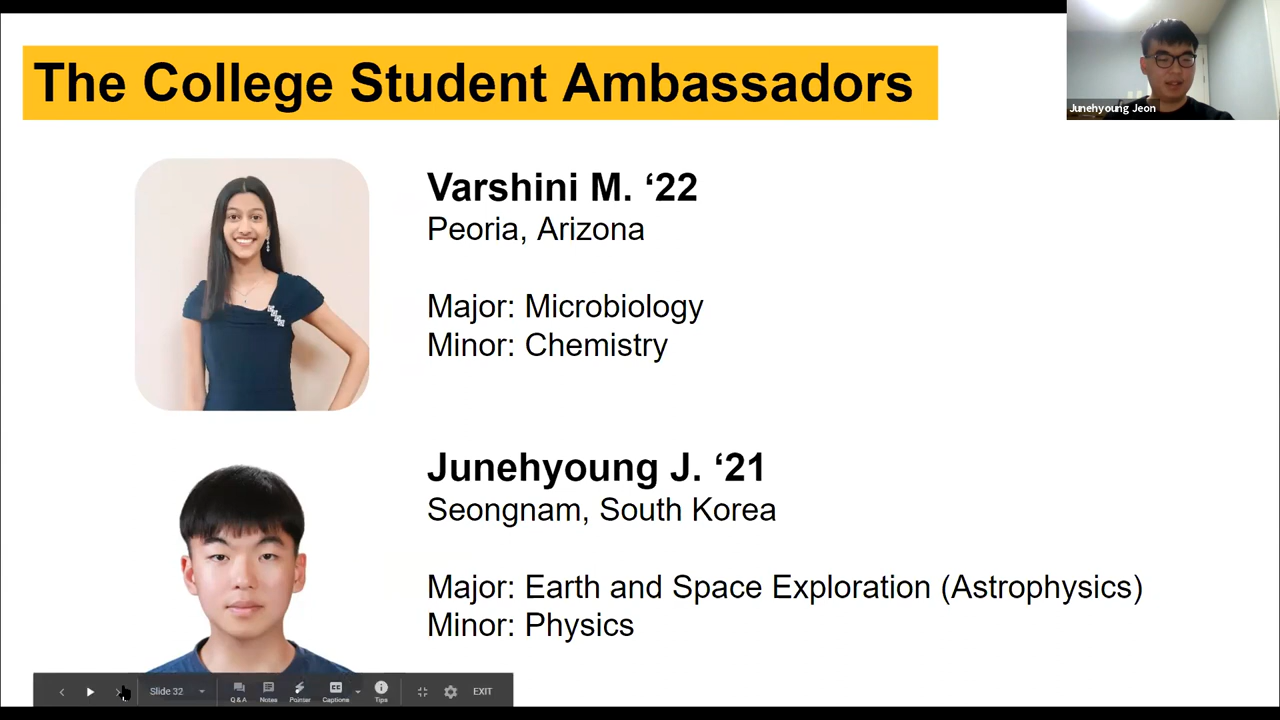 The College Student Ambassadors
Junehyoung Jeon
Varshini M. ‘22
Peoria, Arizona
Major: Microbiology
Minor: Chemistry
Junehyoung J. ‘21
Seongnam, South Korea
Major: Earth and Space Exploration (Astrophysics)
Minor: Physics
Slide 32
Q & A
Notes
Pointer
Captions
Tips
EXIT